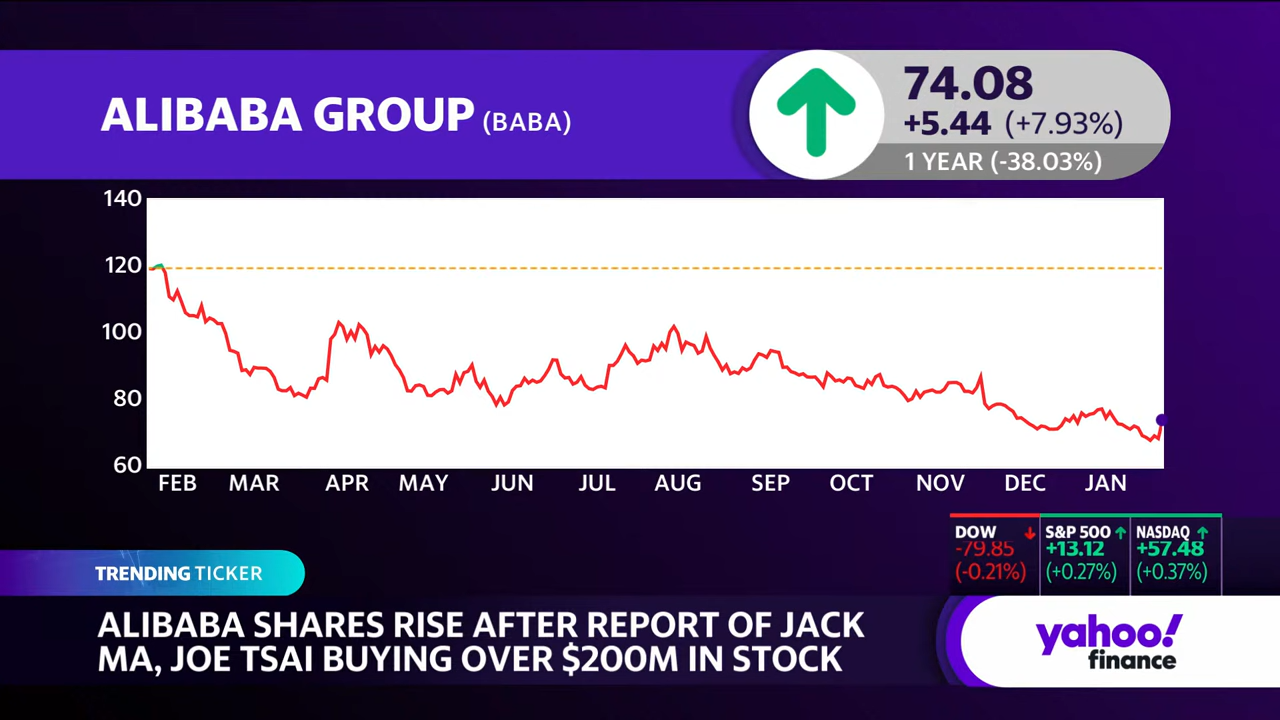 ALIBABA GROUP (BABA)
74.08
+5.44 (+7.93%)
1 YEAR (-38.03%)
140
120
100
80
60
FEB MAR APR MAY JUN JUL AUG SEP OCT NOV DEC JAN
DOW S&P 500 NASDAQ
-79.85 +13.12 +57.48
(-0.21%) (+0.27%) (+0.37%)
TRENDING TICKER
ALIBABA SHARES RISE AFTER REPORT OF JACK
MA, JOE TSAI BUYING OVER $200M IN STOCK
yahoo!
finance